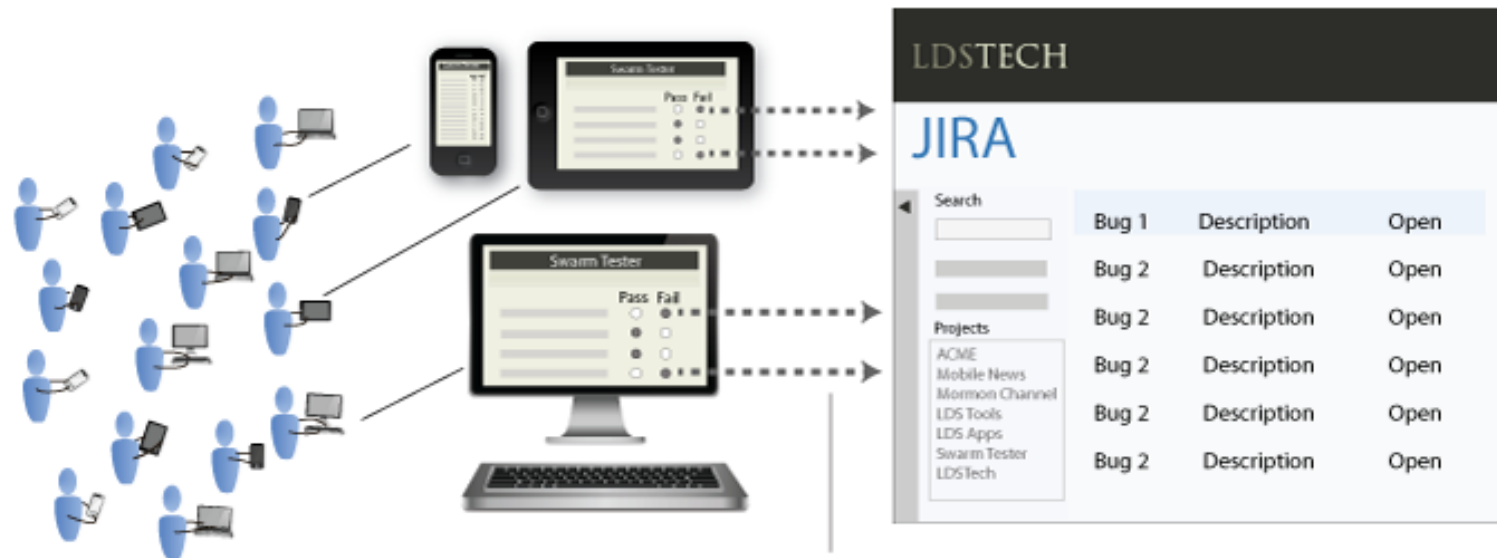 Swarm Tester
Pass Fail
Swarm Tester
Pass Fail
LDSTECH
JIRA
Search
Projects
ACME
Mobile News
Mormon Channel
LDS Tools
LDS Apps
Swarm Tester
LDSTech
Bug 1 Description Open
Bug 2 Description Open
Bug 2 Description Open
Bug 2 Description Open
Bug 2 Description Open
Bug 2 Description Open